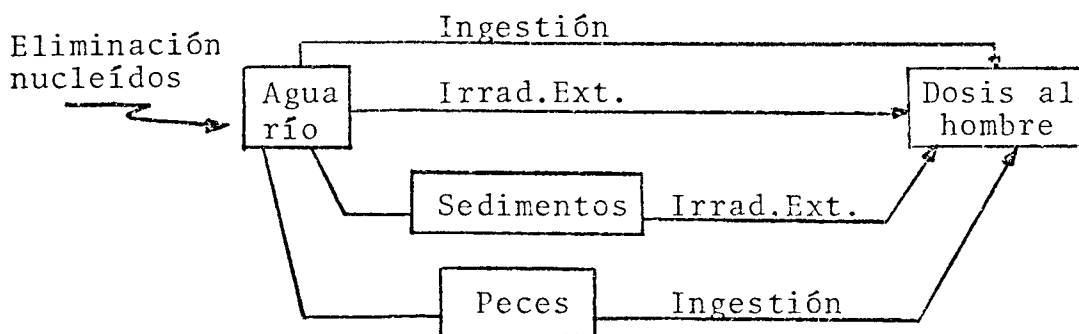 Ingestión
Eliminación
nucleídos
Agua
río
Irrad.Ext.
Dosis al
hombre
Sedimentos
Irrad.Ext.
Peces
Ingestión